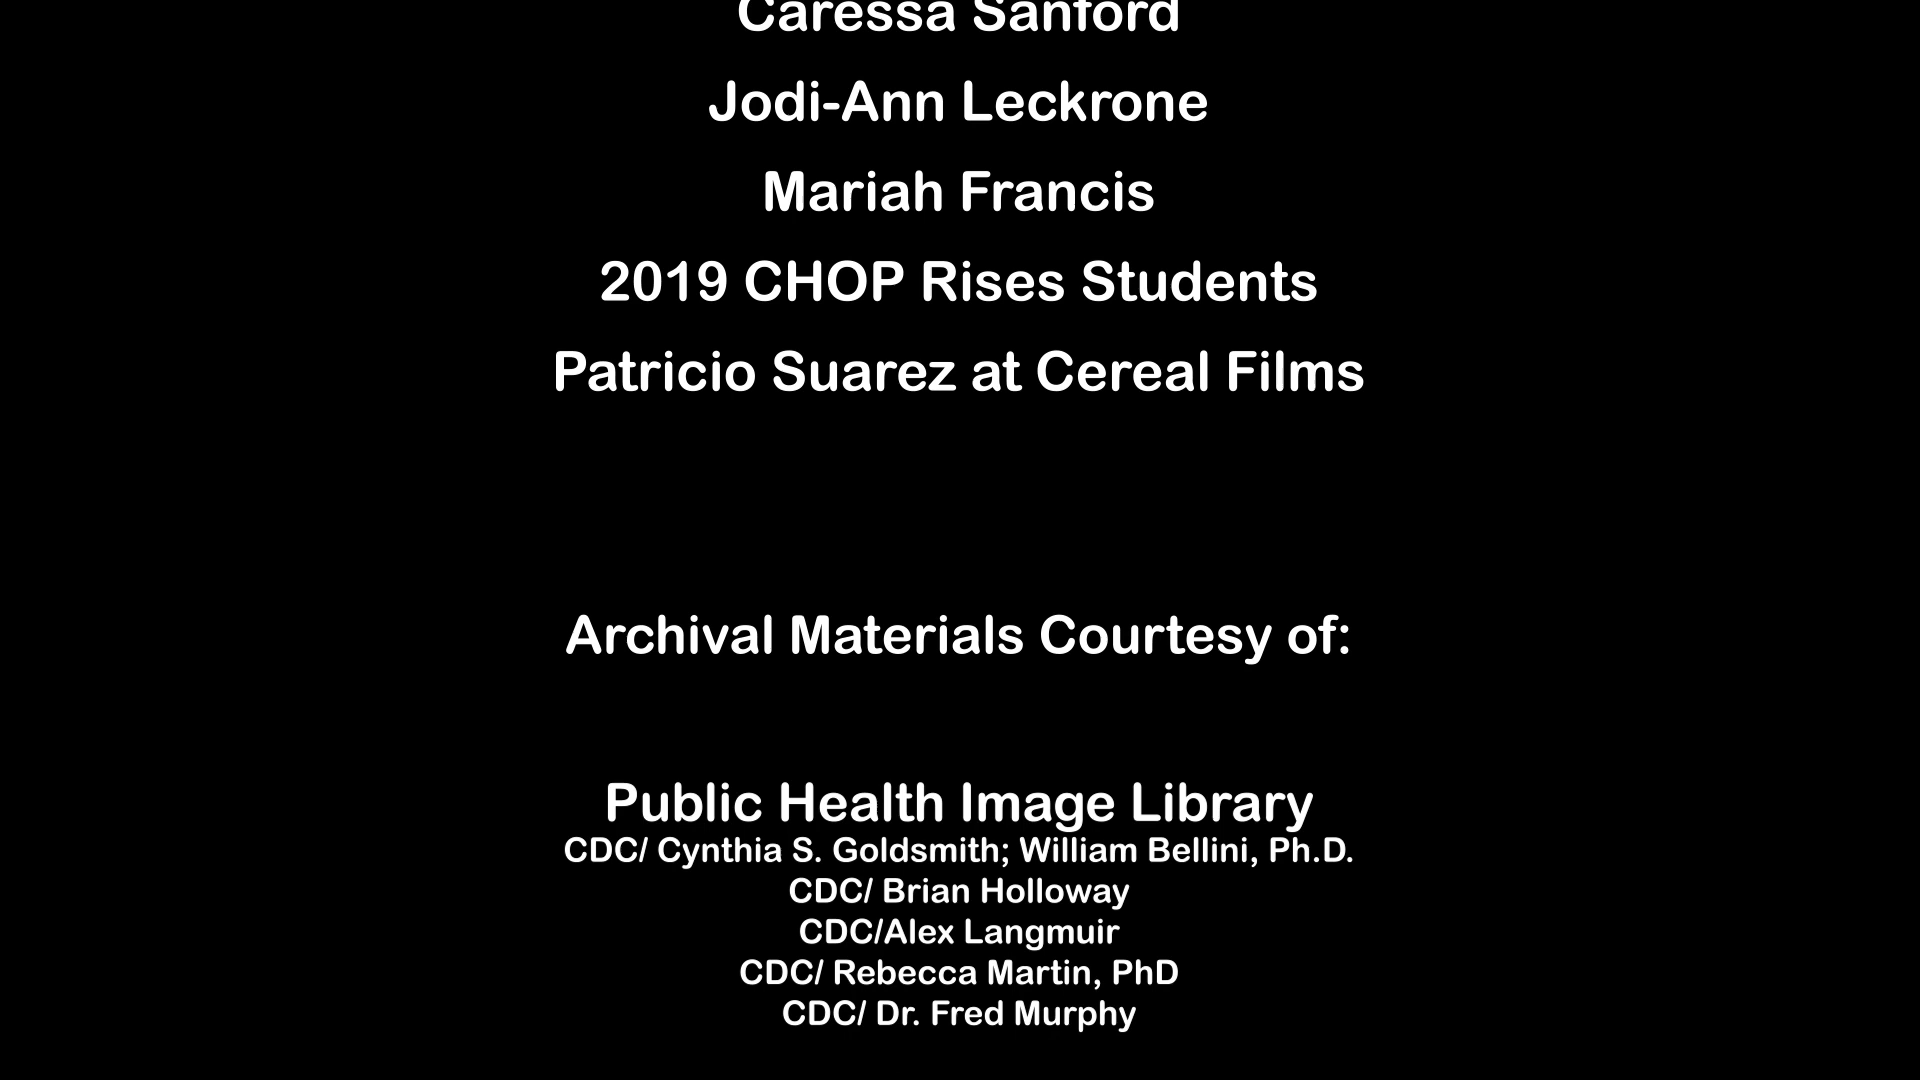 Caressa Sanford
Jodi-Ann Leckrone
Mariah Francis
2019 CHOP Rises Students
Patricio Suarez at Cereal Films
Archival Materials Courtesy of:
Public Health Image Library
CDC/ Cynthia S. Goldsmith; William Bellini, Ph.D.
CDC/ Brian Holloway
CDC/Alex Langmuir
CDC/ Rebecca Martin, PhD
CDC/ Dr. Fred Murphy